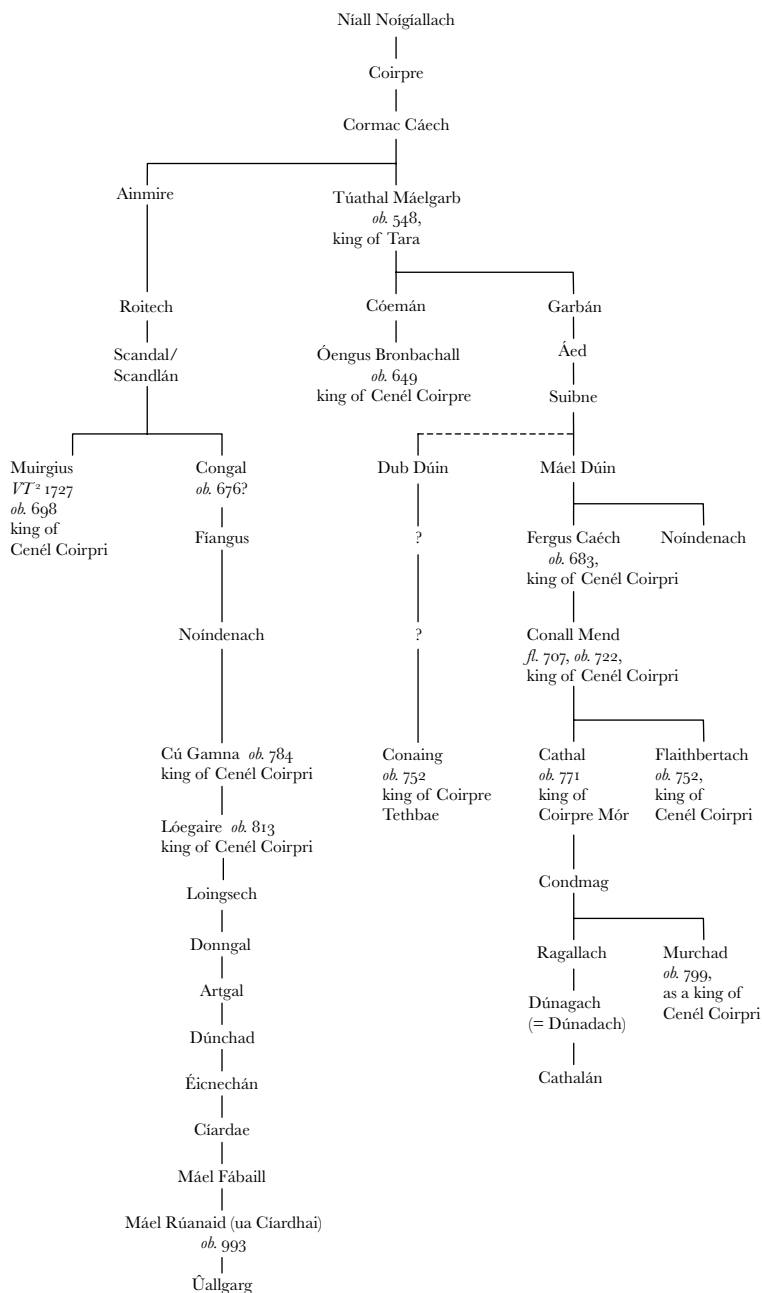 Níall Noígíallach
Coirpre
Cormac Cáech
Ainmire
Túathal Máelgarb
ob. 548,
king of Tara
Roitech
Cóemán
Garbán
Scandal/
Scandlán
Óengus Bronbachall
ob. 649
king of Cenél Coirpre
Áed
Suibne
Muirgius
VT² 1727
ob. 698
king of
Cenél Coirpri
Congal
ob. 676?
Dub Dúin
Máel Dúin
Fíangus
?
Fergus Caéch
ob. 683,
king of Cenél Coirpri
Noíndenach
Noíndenach
?
Conall Mend
fl. 707, ob. 722,
king of Cenél Coirpri
Cú Gamna ob. 784
king of Cenél Coirpri
Conaing
ob. 752
king of Coirpre
Tethbae
Cathal
ob. 771
king of
Coirpre Mór
Flaithbertach
ob. 752,
king of
Cenél Coirpri
Lóegaire ob. 813
king of Cenél Coirpri
Loingsech
Condmag
Donngal
Ragallach
Murchad
ob. 799,
as a king of
Cenél Coirpri
Artgal
Dúnagach
(= Dúnadach)
Dúnchad
Cathalán
Éicnechán
Cíardae
Máel Fábaill
Máel Rúanaid (ua Cíardhai)
ob. 993
Ûallgarg